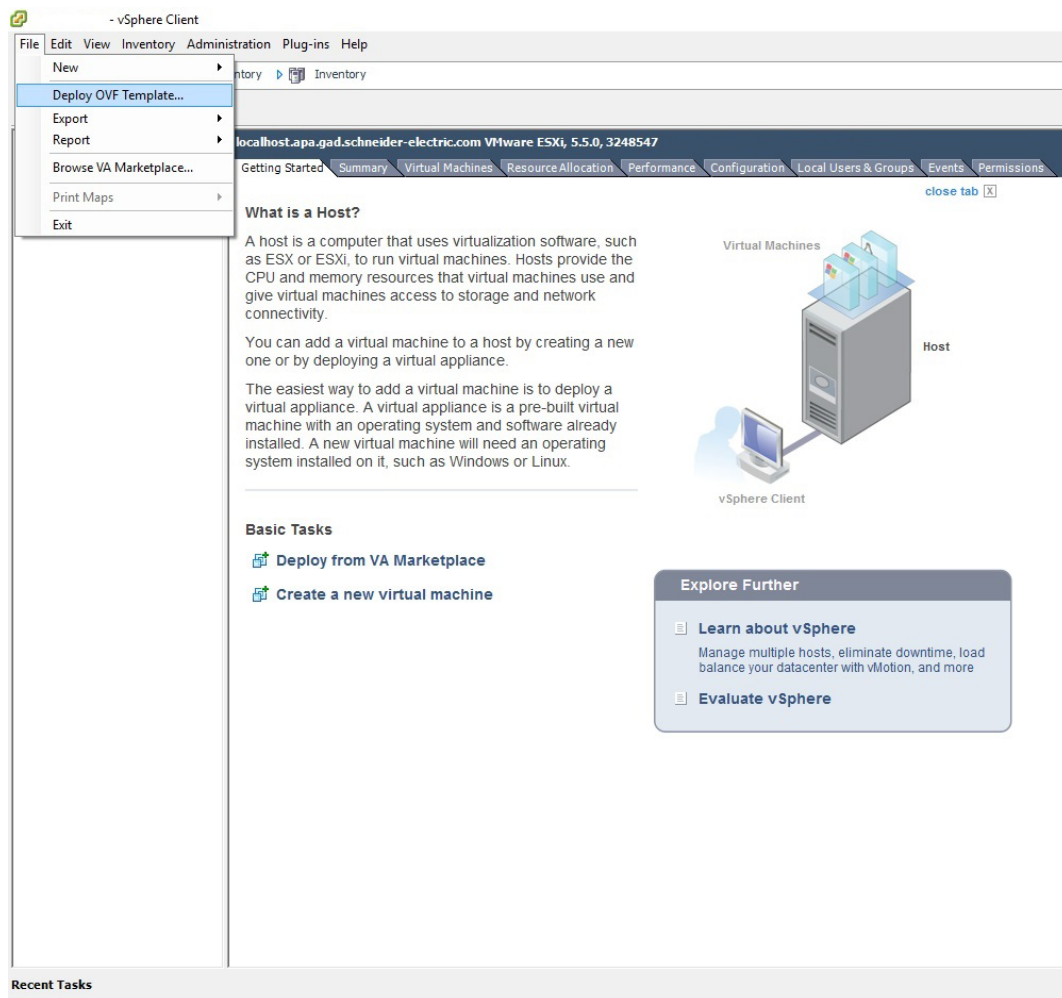 - vSphere Client
File Edit View Inventory Administration Plug-ins Help
New
ntory Inventory
Deploy OVF Template...
Export
Report
Browse VA Marketplace...
Print Maps
Exit
localhost.apa.gad.schneider-electric.com VMware ESXi, 5.5.0, 3248547
Getting Started Summary Virtual Machines Resource Allocation Performance Configuration Local Users & Groups Events Permissions
close tab X
What is a Host?
A host is a computer that uses virtualization software, such
as ESX or ESXi, to run virtual machines. Hosts provide the
CPU and memory resources that virtual machines use and
give virtual machines access to storage and network
connectivity.
You can add a virtual machine to a host by creating a new
one or by deploying a virtual appliance.
The easiest way to add a virtual machine is to deploy a
virtual appliance. A virtual appliance is a pre-built virtual
machine with an operating system and software already
installed. A new virtual machine will need an operating
system installed on it, such as Windows or Linux.
Virtual Machines
Host
vSphere Client
Basic Tasks
Deploy from VA Marketplace
Create a new virtual machine
Explore Further
Learn about vSphere
Manage multiple hosts, eliminate downtime, load
balance your datacenter with vMotion, and more
Evaluate vSphere
Recent Tasks